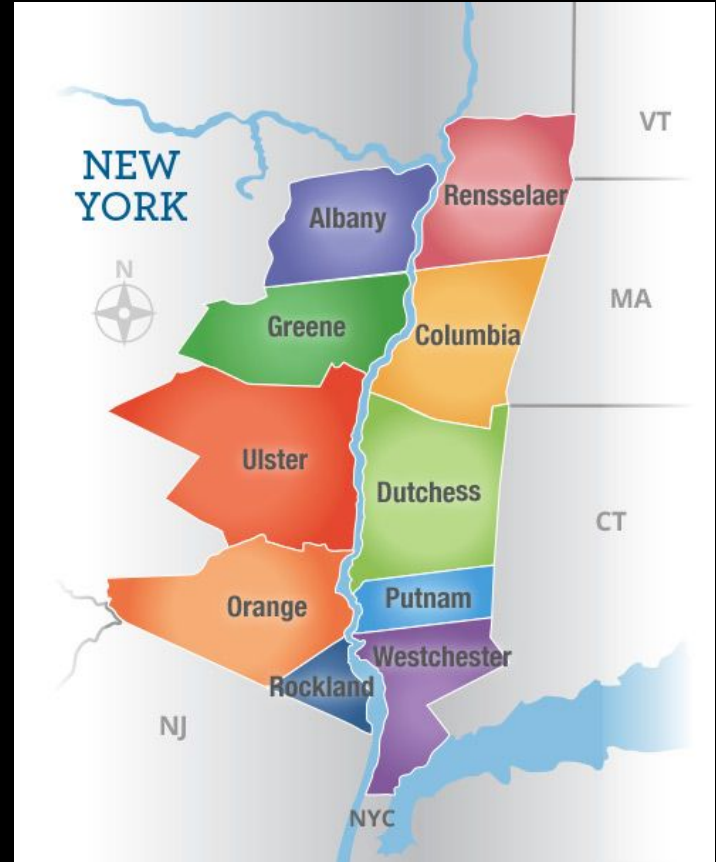 VT
NEW
YORK
Rensselaer
Albany
N
MA
Greene
Columbia
Ulster
Dutchess
CT
Putnam
Orange
Westchester
Rockland
NJ
NYC